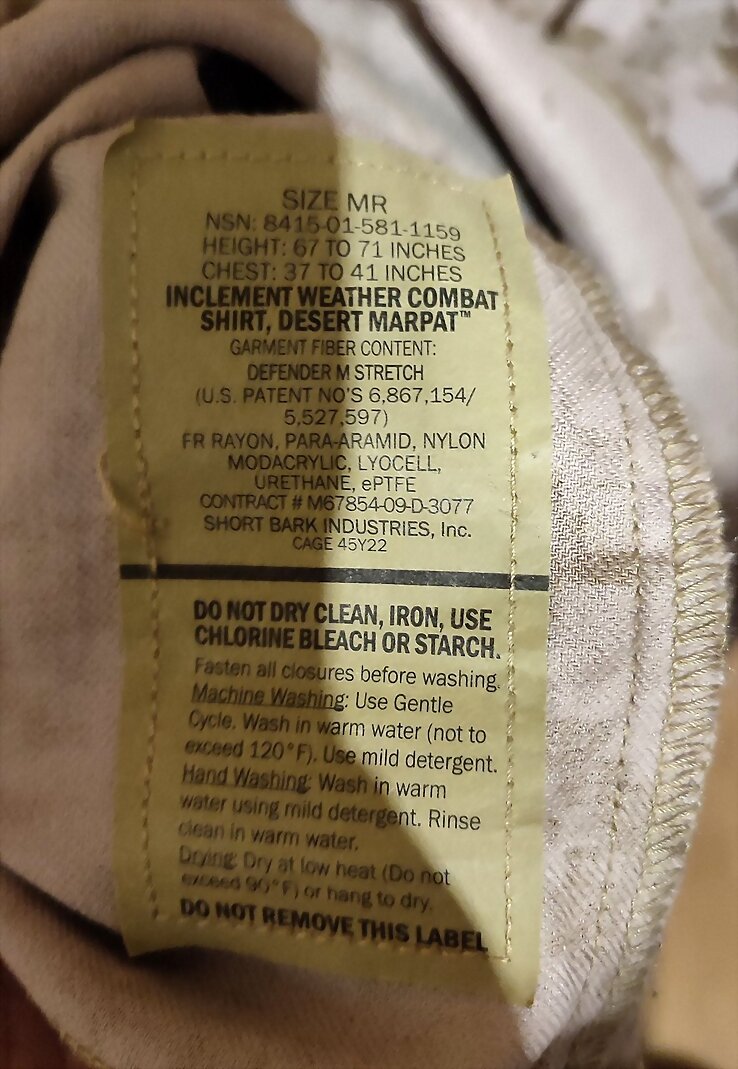 SIZE MR
NSN: 8415-01-581-1159
HEIGHT: 67 TO 71 INCHES
CHEST: 37 TO 41 INCHES
INCLEMENT WEATHER COMBAT
SHIRT, DESERT MARPAT™
GARMENT FIBER CONTENT:
DEFENDER M STRETCH
(U.S. PATENT NO'S 6,867,154/
5,527,597)
FR RAYON, PARA-ARAMID, NYLON
MODACRYLIC, LYOCELL,
URETHANE, ePTFE
CONTRACT # M67854-09-D-3077
SHORT BARK INDUSTRIES, Inc.
CAGE 45Y22
DO NOT DRY CLEAN, IRON, USE
CHLORINE BLEACH OR STARCH.
Fasten all closures before washing.
Machine Washing: Use Gentle
Cycle. Wash in warm water (not to
exceed 120°F). Use mild detergent.
Hand Washing: Wash in warm
water using mild detergent. Rinse
clean in warm water.
Drying: Dry at low heat (Do not
exceed 90°F) or hang to dry.
DO NOT REMOVE THIS LABEL